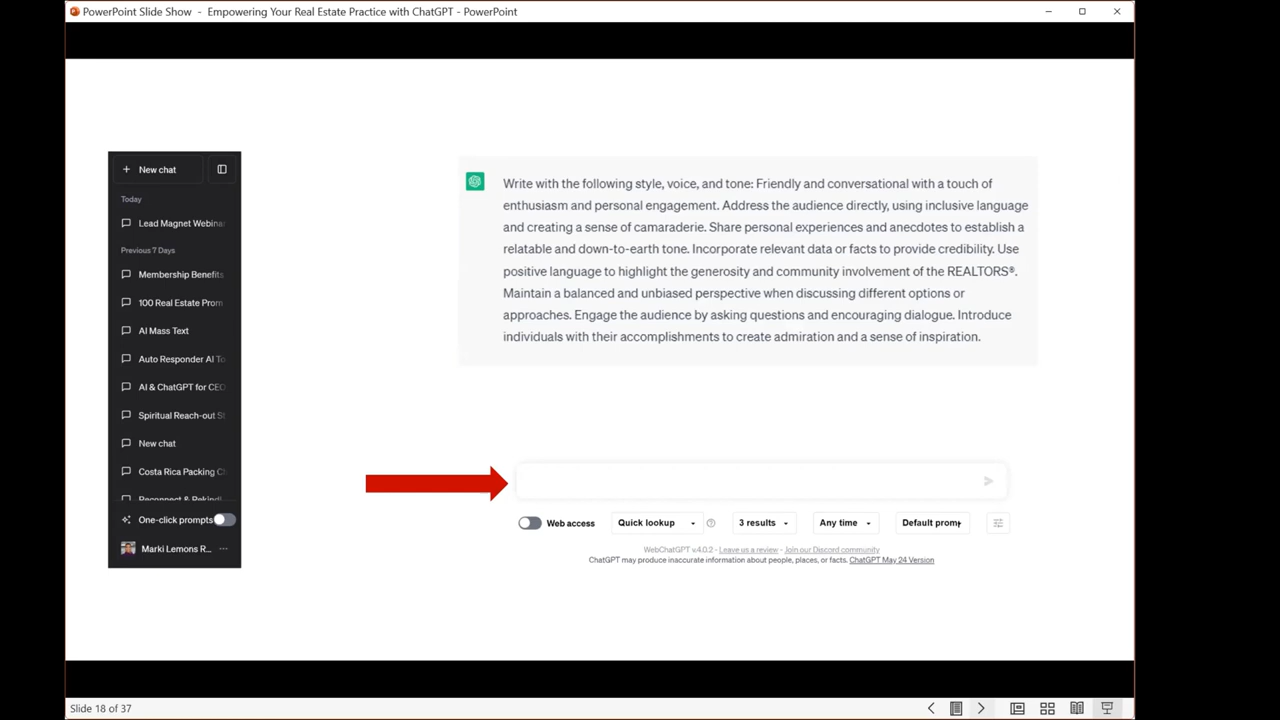 PowerPoint Slide Show - Empowering Your Real Estate Practice with ChatGPT - PowerPoint
New chat
Today
Lead Magnet Webina
Previous 7 Days
Membership Benefits
100 Real Estate Prom
AI Mass Text
Auto Responder AI To
AI & ChatGPT for CEO
Spiritual Reach-out St
New chat
Costa Rica Packing C
Reconnect & Rekindl
One-click prompts
Marki Lemons R...
Write with the following style, voice, and tone: Friendly and conversational with a touch of
enthusiasm and personal engagement. Address the audience directly, using inclusive language
and creating a sense of camaraderie. Share personal experiences and anecdotes to establish a
relatable and down-to-earth tone. Incorporate relevant data or facts to provide credibility. Use
positive language to highlight the generosity and community involvement of the REALTORS®.
Maintain a balanced and unbiased perspective when discussing different options or
approaches. Engage the audience by asking questions and encouraging dialogue. Introduce
individuals with their accomplishments to create admiration and a sense of inspiration.
Web access
Quick lookup
3 results
Any time
Default promp
WebChatGPT v.4.0.2 - Leave us a review - Join our Discord community
ChatGPT may produce inaccurate information about people, places, or facts. ChatGPT May 24 Version
Slide 18 of 37